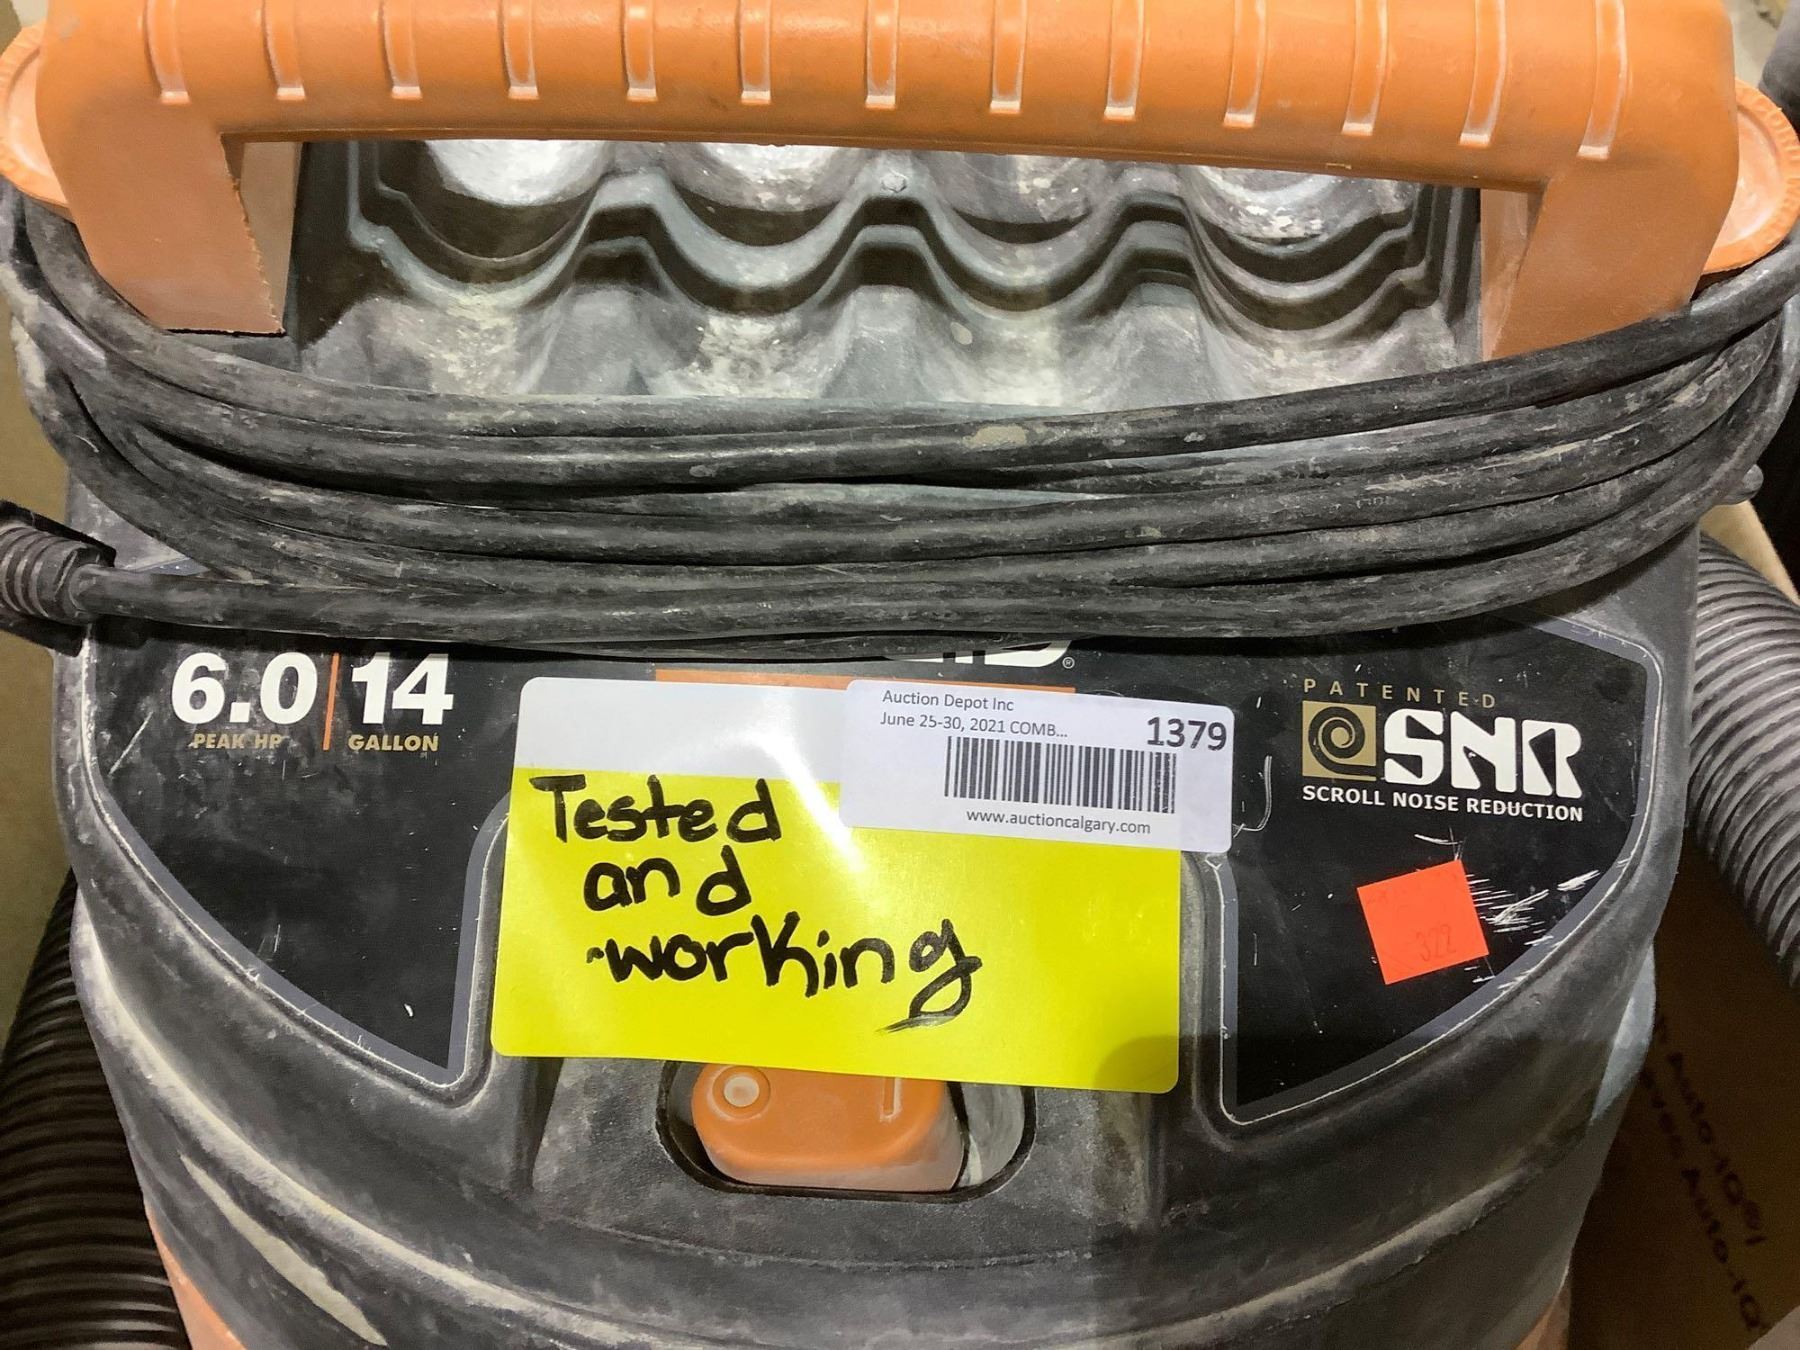 6.0 14
PEAK HP GALLON
Auction Depot Inc
June 25-30, 2021 COMB...
1379
www.auctioncalgary.com
Tested
and
working
PATENTED
SNR
SCROLL NOISE REDUCTION
322